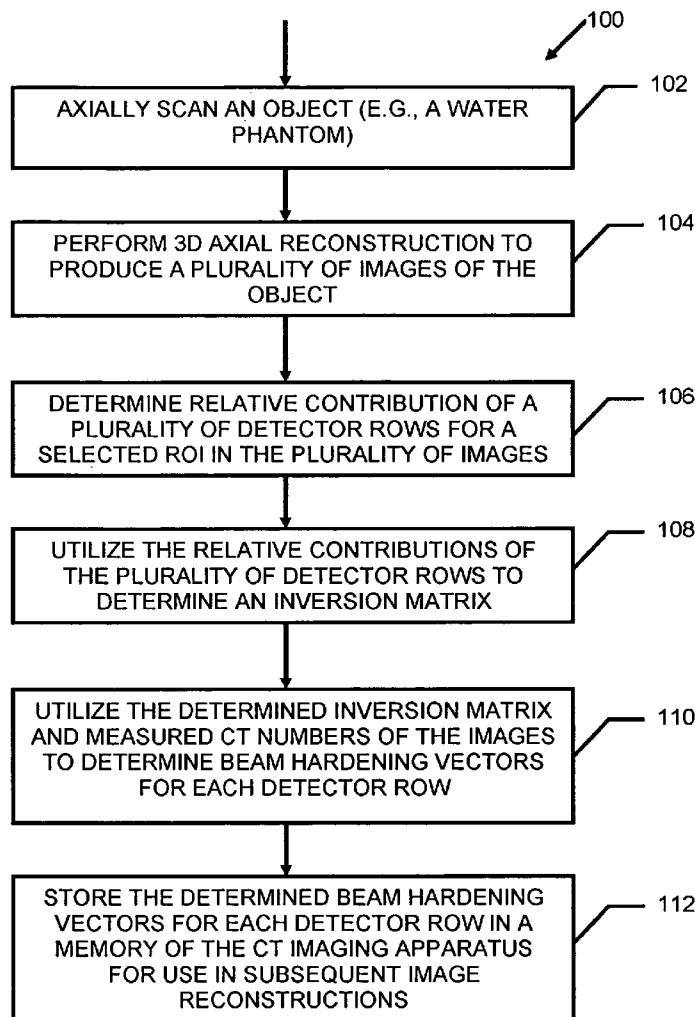 100
AXIALLY SCAN AN OBJECT (E.G., A WATER
PHANTOM)
102
PERFORM 3D AXIAL RECONSTRUCTION TO
PRODUCE A PLURALITY OF IMAGES OF THE
OBJECT
104
DETERMINE RELATIVE CONTRIBUTION OF A
PLURALITY OF DETECTOR ROWS FOR A
SELECTED ROI IN THE PLURALITY OF IMAGES
106
UTILIZE THE RELATIVE CONTRIBUTIONS OF
THE PLURALITY OF DETECTOR ROWS TO
DETERMINE AN INVERSION MATRIX
108
UTILIZE THE DETERMINED INVERSION MATRIX
AND MEASURED CT NUMBERS OF THE IMAGES
TO DETERMINE BEAM HARDENING VECTORS
FOR EACH DETECTOR ROW
110
STORE THE DETERMINED BEAM HARDENING
VECTORS FOR EACH DETECTOR ROW IN A
MEMORY OF THE CT IMAGING APPARATUS
FOR USE IN SUBSEQUENT IMAGE
RECONSTRUCTIONS
112